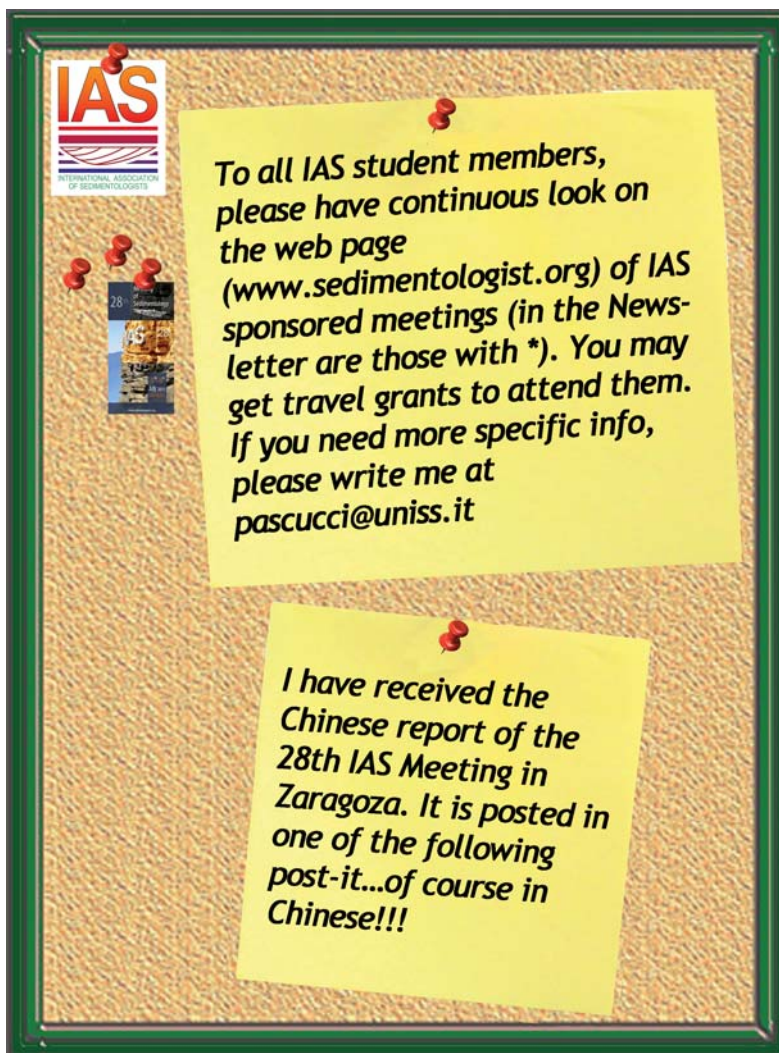 IAS
INTERNATIONAL ASSOCIATION
OF SEDIMENTOLOGISTS
28
Sedimentology
To all IAS student members,
please have continuous look on
the web page
(www.sedimentologist.org) of IAS
sponsored meetings (in the News-
letter are those with *). You may
get travel grants to attend them.
If you need more specific info,
please write me at
pascucci@uniss.it
I have received the
Chinese report of the
28th IAS Meeting in
Zaragoza. It is posted in
one of the following
post-it...of course in
Chinese!!!